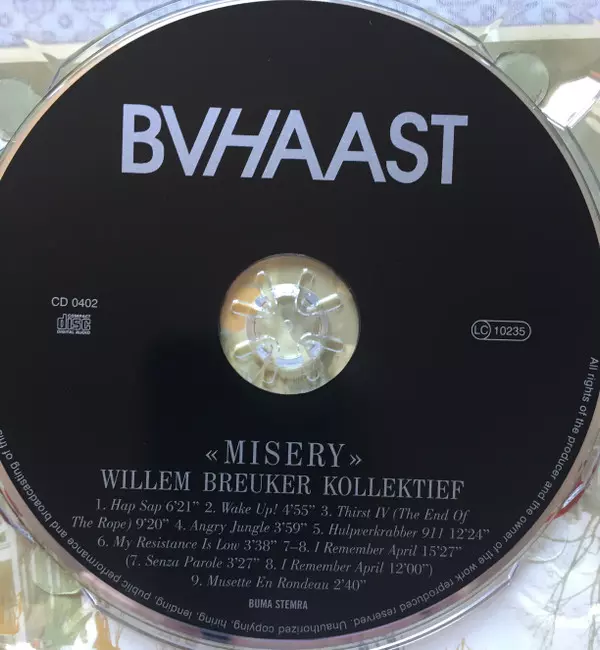 BVHAAST
CD 0402
COMPACT
disc
DIGITAL AUDIO
LC 10235
«MISERY»
WILLEM BREUKER KOLLEKTIEF
1. Hap Sap 6'21" 2. Wake Up! 4'55" 3. Thirst IV (The End Of
The Rope) 9'20" 4. Angry Jungle 3'59" 5. Hulpverkrabber 911 12'24"
6. My Resistance Is Low 3'38" 7–8. I Remember April 15'27"
(7. Senza Parole 3'27" 8. I Remember April 12'00")
9. Musette En Rondeau 2'40"
BUMA STEMRA
All rights of the producer and the owner of the work reproduced reserved. Unauthorized copying, hiring, lending, public performance and broadcasting of this